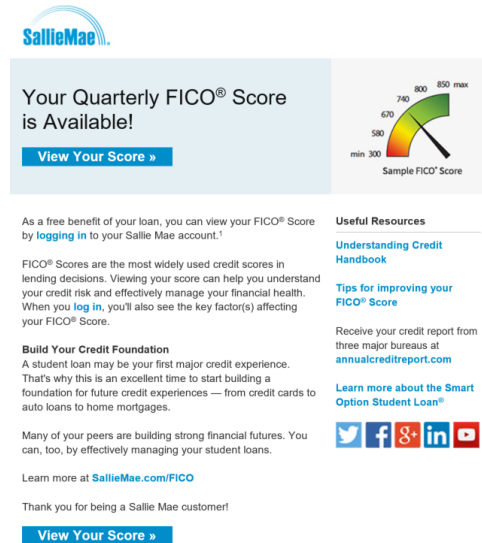 SallieMae®
Your Quarterly FICO® Score
is Available!
View Your Score »
850 max
800
740
670
580
min 300
Sample FICO® Score
As a free benefit of your loan, you can view your FICO® Score
by logging in to your Sallie Mae account.¹
FICO® Scores are the most widely used credit scores in
lending decisions. Viewing your score can help you understand
your credit risk and effectively manage your financial health.
When you log in, you'll also see the key factor(s) affecting
your FICO® Score.
Build Your Credit Foundation
A student loan may be your first major credit experience.
That's why this is an excellent time to start building a
foundation for future credit experiences — from credit cards to
auto loans to home mortgages.
Many of your peers are building strong financial futures. You
can, too, by effectively managing your student loans.
Learn more at SallieMae.com/FICO
Thank you for being a Sallie Mae customer!
View Your Score »
Useful Resources
Understanding Credit
Handbook
Tips for improving your
FICO® Score
Receive your credit report from
three major bureaus at
annualcreditreport.com
Learn more about the Smart
Option Student Loan®
f 8+ in